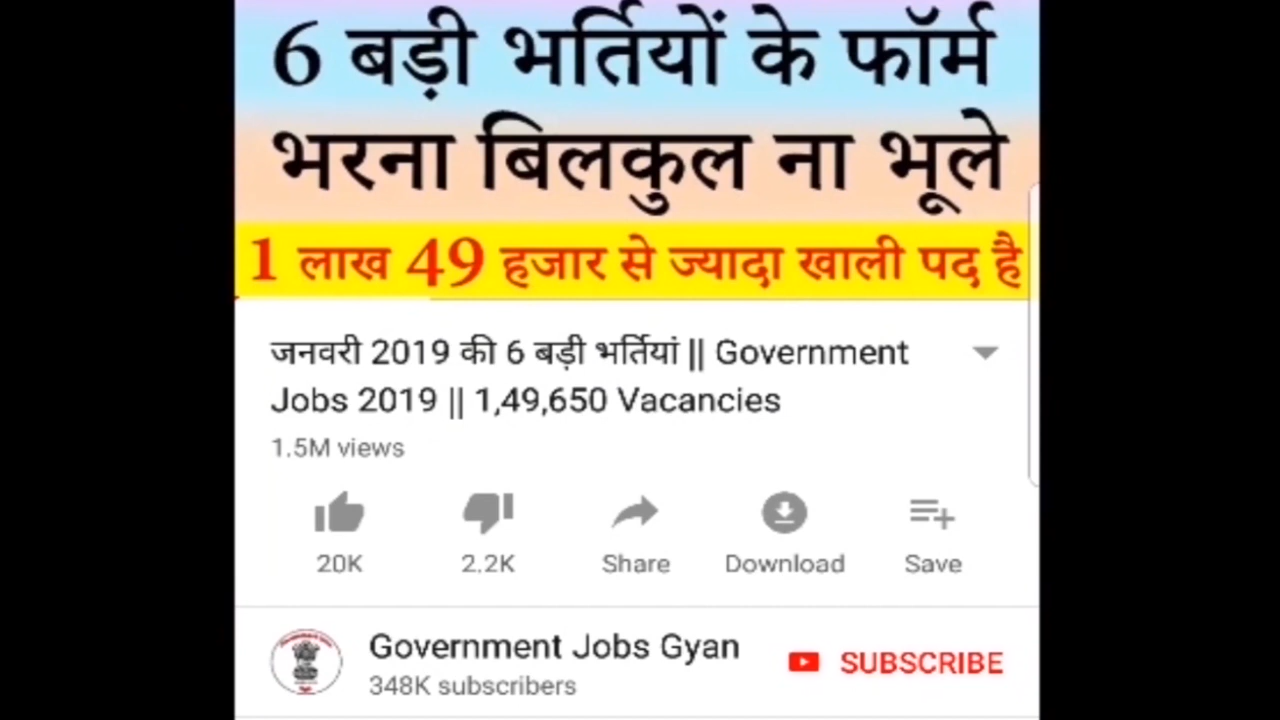 6 बड़ी भर्तियों के फॉर्म
भरना बिलकुल ना भूले
1 लाख 49 हजार से ज्यादा खाली पद है
जनवरी 2019 की 6 बड़ी भर्तियां || Government
Jobs 2019 || 1,49,650 Vacancies
1.5M views
20K 2.2K Share Download Save
Government Jobs Gyan
348K subscribers
SUBSCRIBE